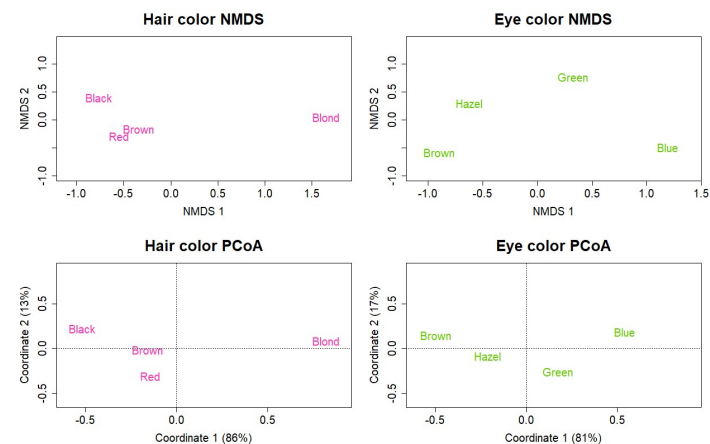 Hair color NMDS
NMDS 2
1.0
0.5
0.0
-1.0
Black
Brown
Red
Blond
-1.0 -0.5 0.0 0.5 1.0 1.5
NMDS 1
Eye color NMDS
NMDS 2
1.0
0.5
0.0
-1.0
Green
Hazel
Brown
Blue
-1.0 -0.5 0.0 0.5 1.0 1.5
NMDS 1
Hair color PCoA
Coordinate 2 (13%)
0.5
0.0
-0.5
Black
Brown
Red
Blond
-0.5 0.0 0.5
Coordinate 1 (86%)
Eye color PCoA
Coordinate 2 (17%)
0.5
0.0
-0.5
Brown
Blue
Hazel
Green
-0.5 0.0 0.5
Coordinate 1 (81%)